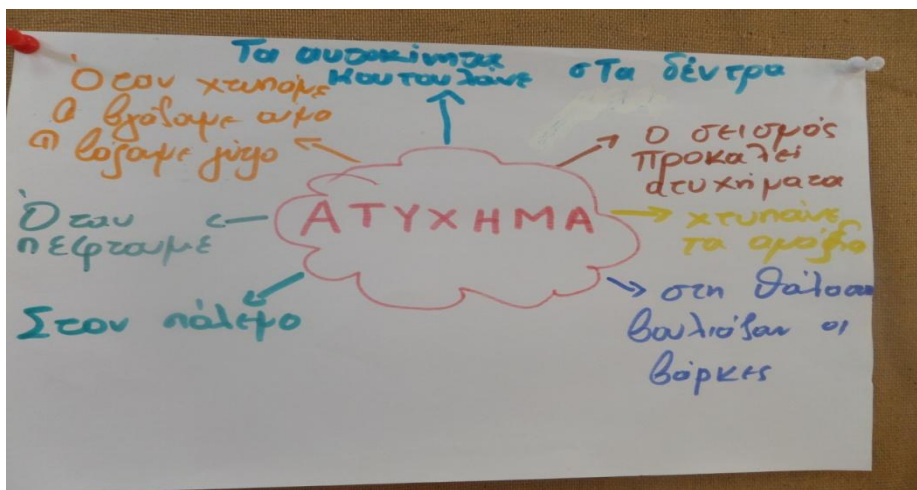 Τα αυτοκίνητα
κουτουλάνε στα δέντρα
Όταν χτυπάμε
ή βγάζαμε αιμο
ή βάζαμε γύψο
Ο σεισμός
προκαλεί
ατυχήματα
Όταν
πέφτουμε
ΑΤΥΧΗΜΑ
χτυπάνε
τα αμάξια
Στον πόλεμο
στη θάλασσα
βουλιάζαν οι
βάρκες